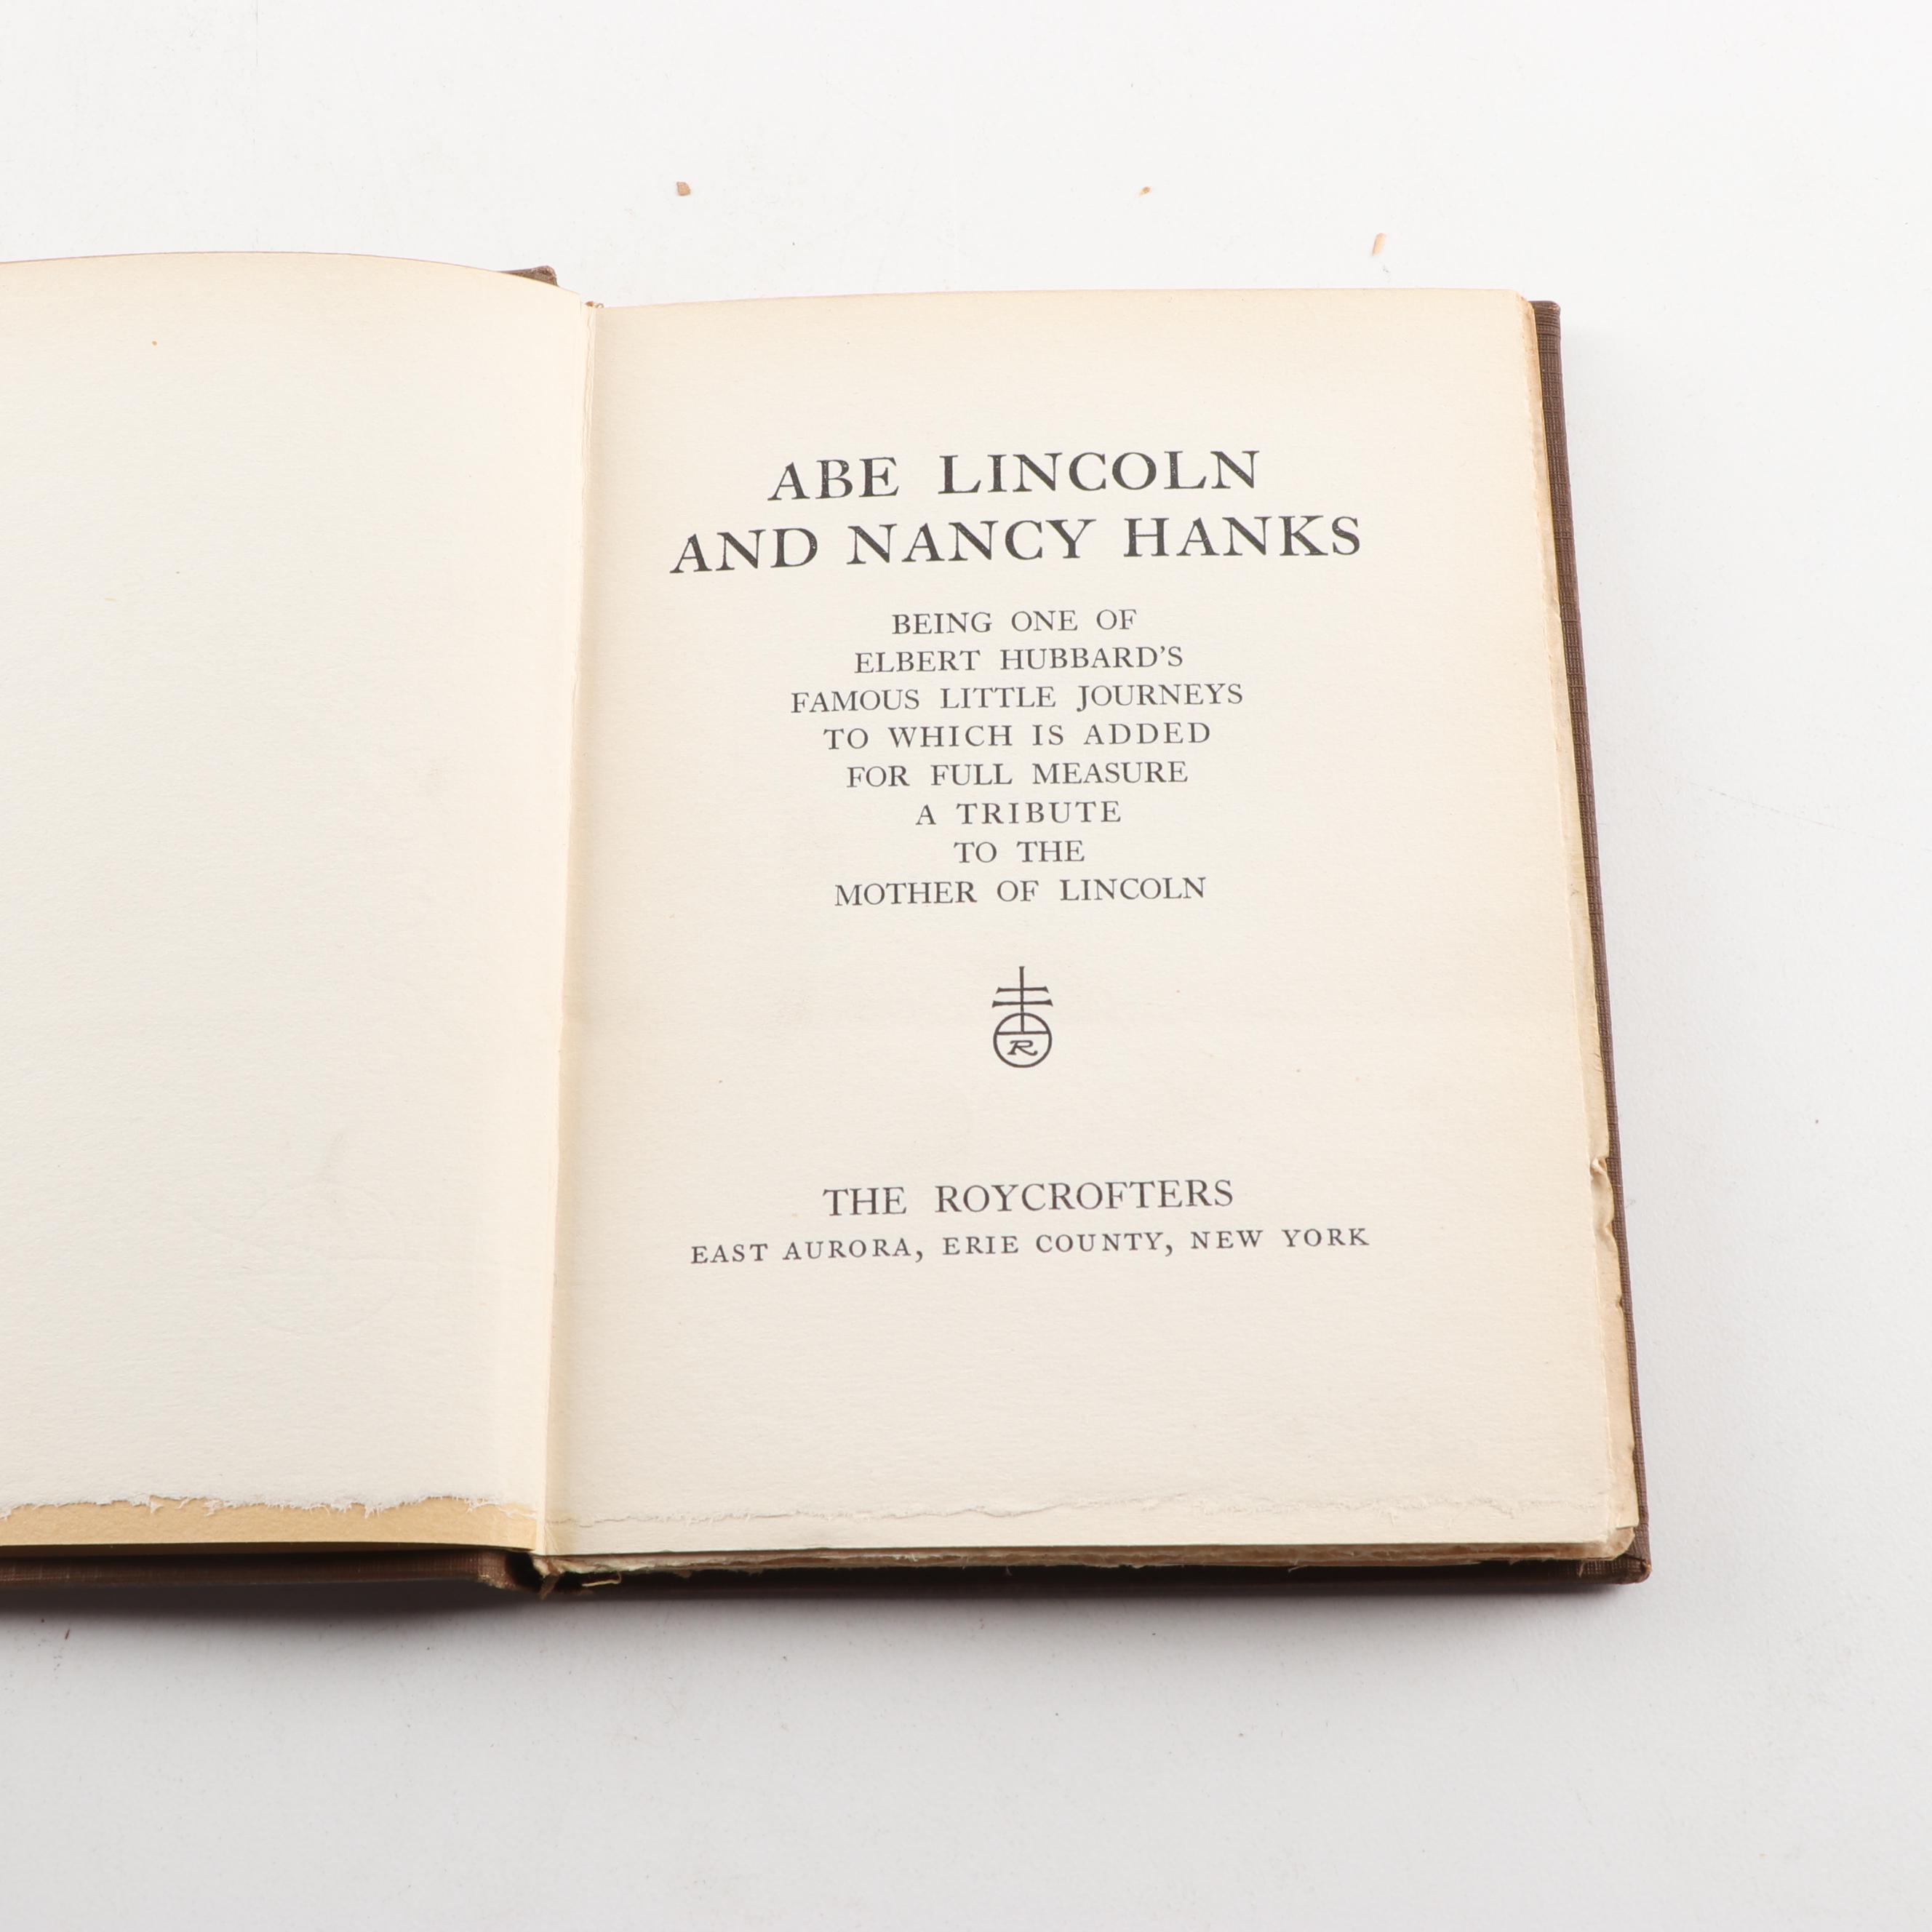 ABE LINCOLN
AND NANCY HANKS
BEING ONE OF
ELBERT HUBBARD'S
FAMOUS LITTLE JOURNEYS
TO WHICH IS ADDED
FOR FULL MEASURE
A TRIBUTE
TO THE
MOTHER OF LINCOLN
R
THE ROYCROFTERS
EAST AURORA, ERIE COUNTY, NEW YORK